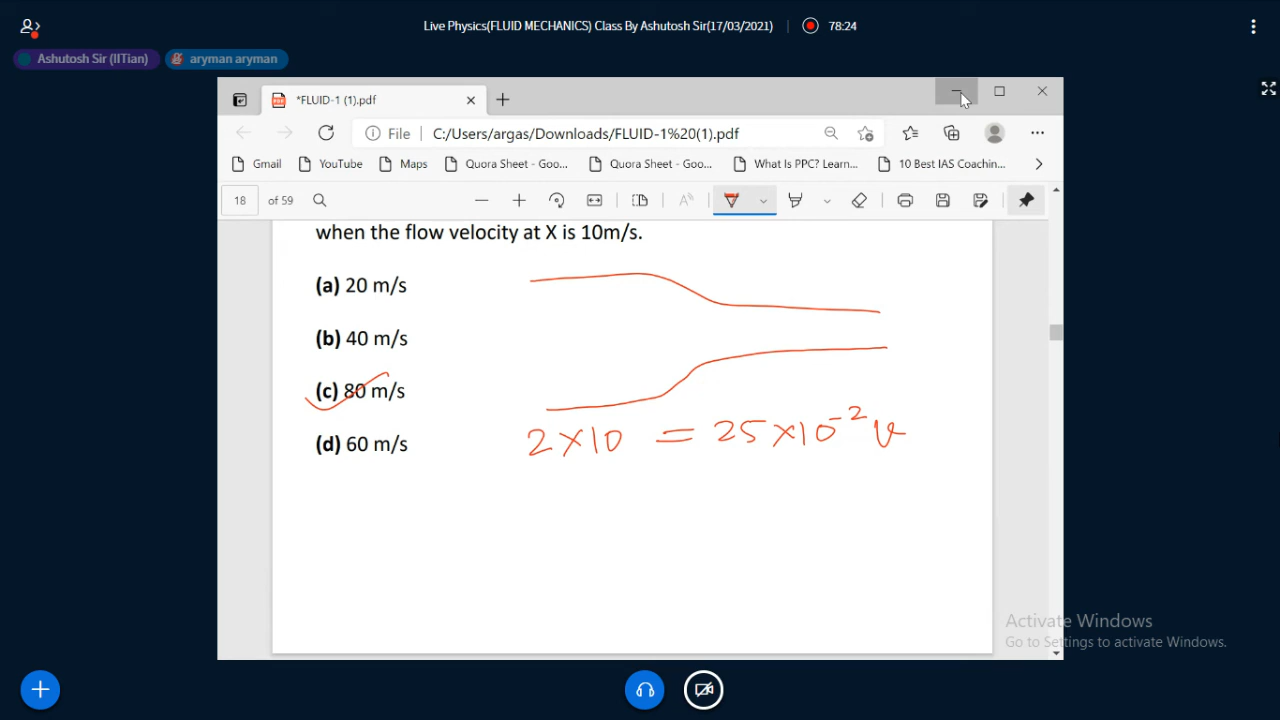 Live Physics(FLUID MECHANICS) Class By Ashutosh Sir(17/03/2021) 78:24
Ashutosh Sir (IITian) aryman aryman
*FLUID-1 (1).pdf
File C:/Users/argas/Downloads/FLUID-1%20(1).pdf
Gmail YouTube Maps Quora Sheet - Goo... Quora Sheet - Goo... What Is PPC? Learn... 10 Best IAS Coachin...
18 of 59
when the flow velocity at X is 10m/s.
(a) 20 m/s
(b) 40 m/s
(c) 80 m/s
(d) 60 m/s
2×10 = 25×10⁻² v
Activate Windows
Go to Settings to activate Windows.